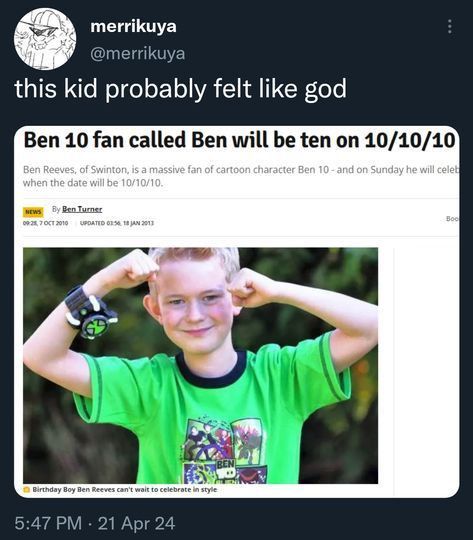 merrikuya
@merrikuya
this kid probably felt like god
Ben 10 fan called Ben will be ten on 10/10/10
Ben Reeves, of Swinton, is a massive fan of cartoon character Ben 10 - and on Sunday he will celeb
when the date will be 10/10/10.
NEWS By Ben Turner
09:28, 7 OCT 2010 UPDATED 03:56, 18 JAN 2013
Boo
BEN
Birthday Boy Ben Reeves can't wait to celebrate in style
5:47 PM · 21 Apr 24